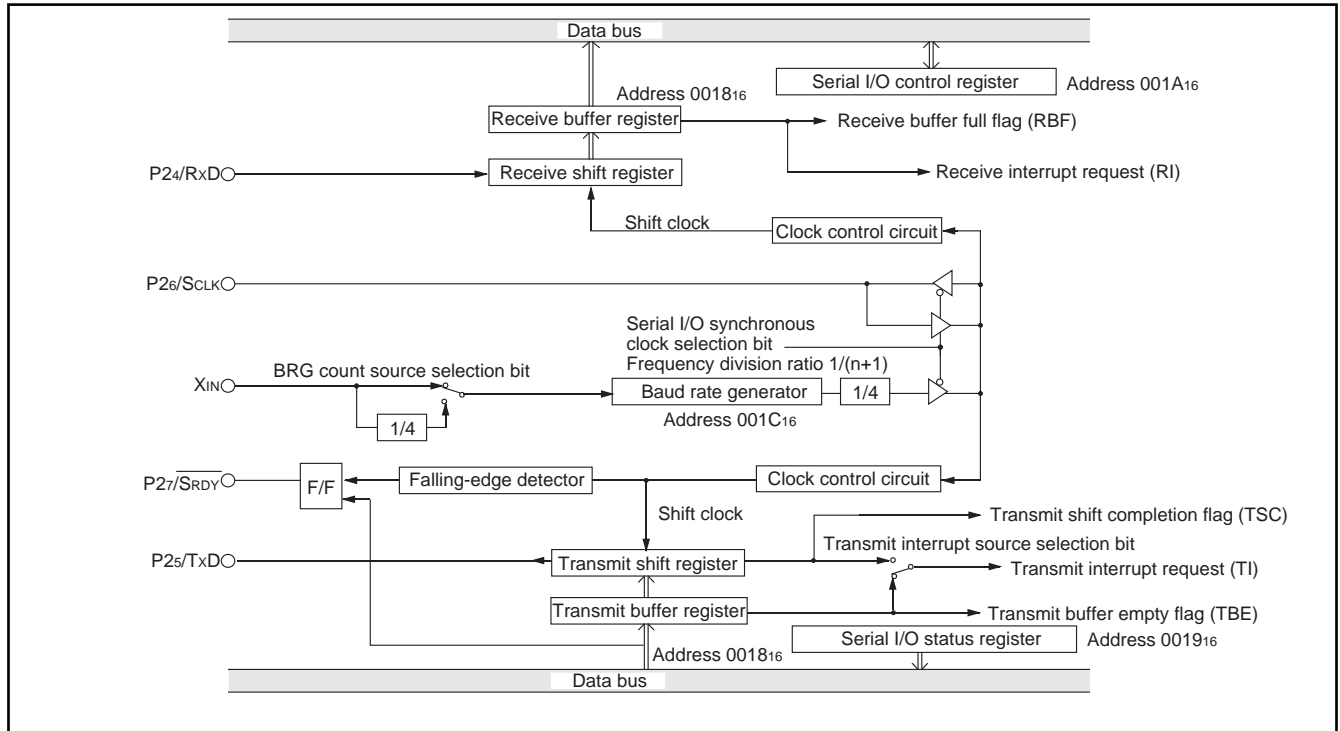 Data bus
Serial I/O control register
Address 001A16
Address 001816
Receive buffer register
Receive buffer full flag (RBF)
P24/RXD
Receive shift register
Receive interrupt request (RI)
Shift clock
Clock control circuit
P26/SCLK
Serial I/O synchronous
clock selection bit
Frequency division ratio 1/(n+1)
BRG count source selection bit
XIN
Baud rate generator
1/4
Address 001C16
1/4
P27/SRDY
F/F
Falling-edge detector
Clock control circuit
Shift clock
Transmit shift completion flag (TSC)
Transmit interrupt source selection bit
P25/TXD
Transmit shift register
Transmit interrupt request (TI)
Transmit buffer register
Transmit buffer empty flag (TBE)
Serial I/O status register
Address 001916
Address 001816
Data bus